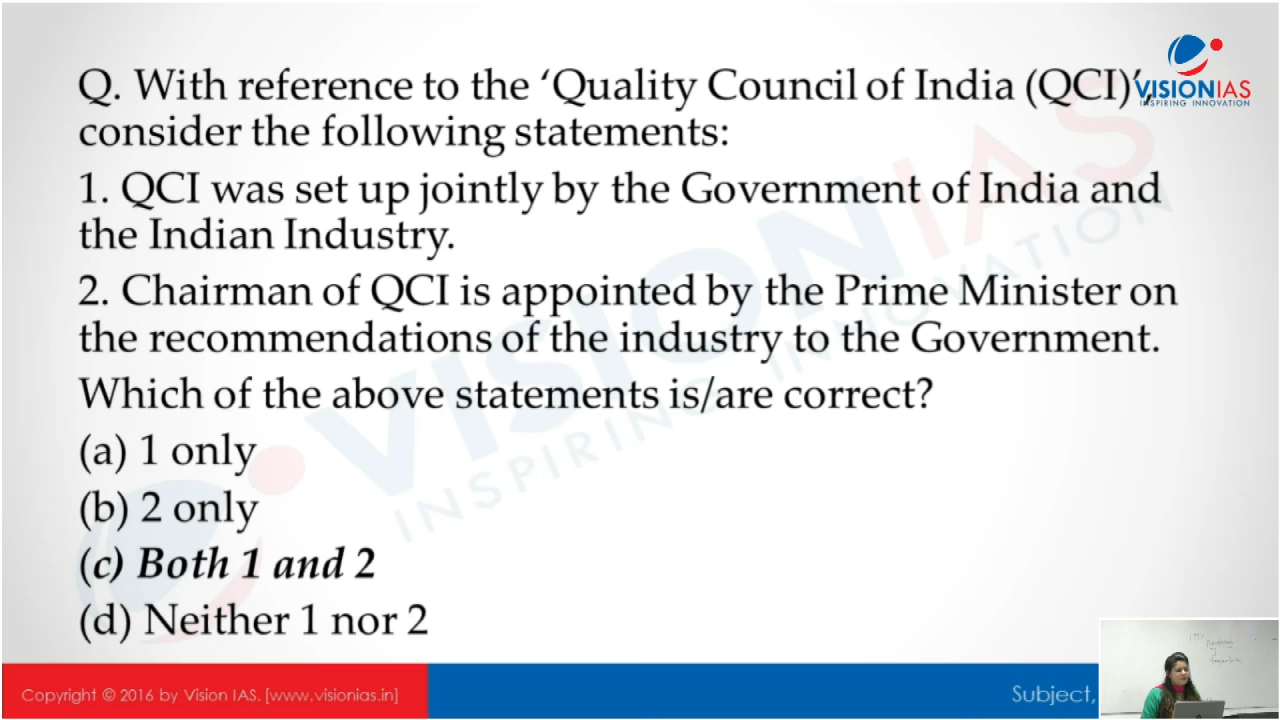 Q. With reference to the ‘Quality Council of India (QCI)’,
consider the following statements:
1. QCI was set up jointly by the Government of India and
the Indian Industry.
2. Chairman of QCI is appointed by the Prime Minister on
the recommendations of the industry to the Government.
Which of the above statements is/are correct?
(a) 1 only
(b) 2 only
(c) Both 1 and 2
(d) Neither 1 nor 2
VISIONIAS
INSPIRING INNOVATION
VISIONIAS
INSPIRING INNOVATION
Copyright © 2016 by Vision IAS. [www.visionias.in]
Subject,